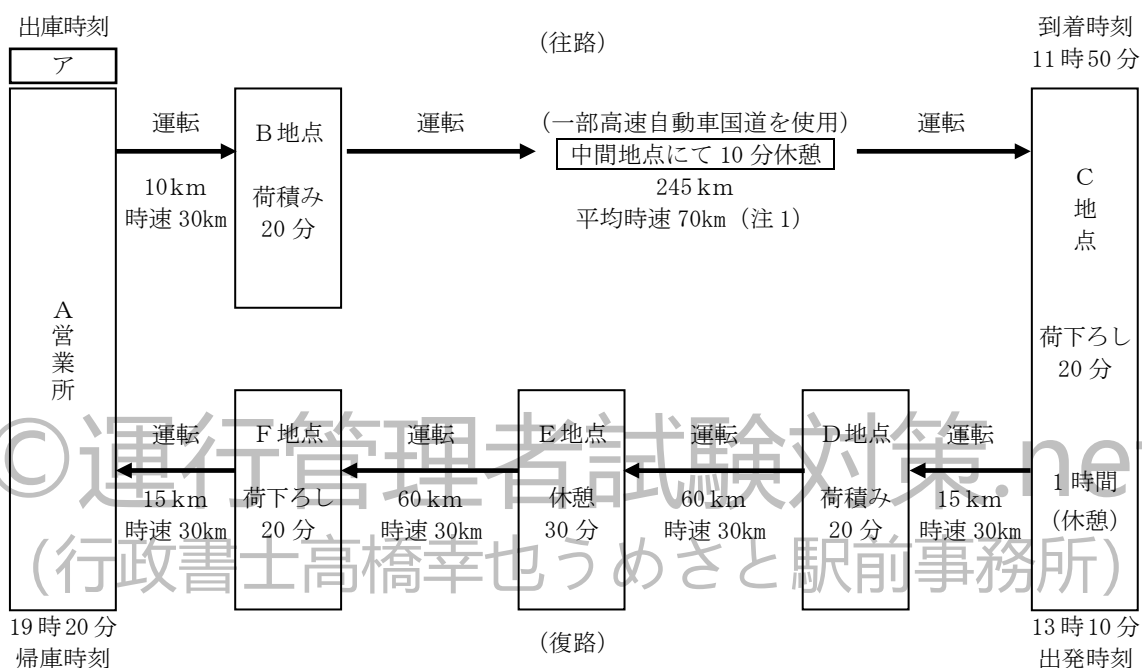 出庫時刻
ア
(往路)
到着時刻
11時50分
A営業所
運転
10km
時速30km
B地点
荷積み
20分
運転
(一部高速自動車国道を使用)
中間地点にて10分休憩
245km
平均時速70km(注1)
運転
C地点
荷下ろし
20分
1時間
(休憩)
運転
15km
時速30km
F地点
荷下ろし
20分
運転
60km
時速30km
E地点
休憩
30分
運転
60km
時速30km
D地点
荷積み
20分
運転
15km
時速30km
19時20分
帰庫時刻
(復路)
13時10分
出発時刻
©運行管理者試験対策.net
(行政書士高橋幸也うめさと駅前事務所)